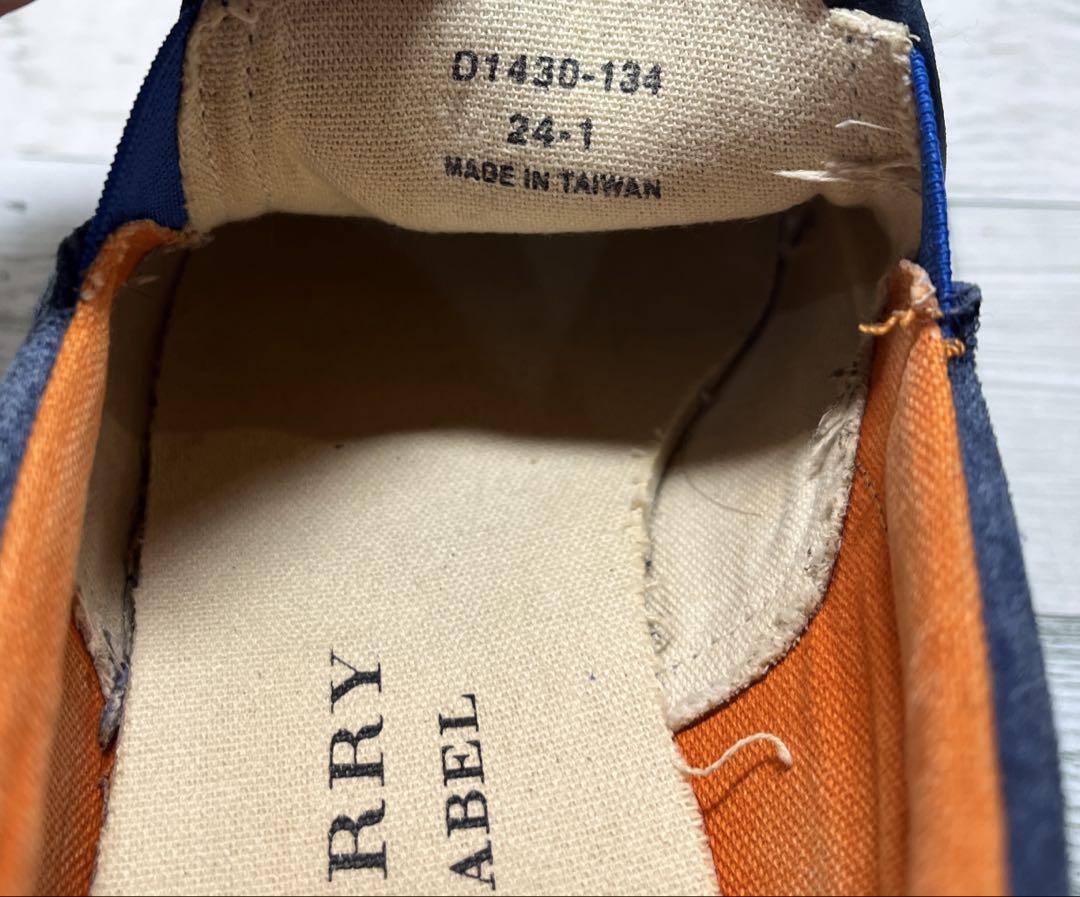 D1430-134
24-1
MADE IN TAIWAN
RRY
ABEL